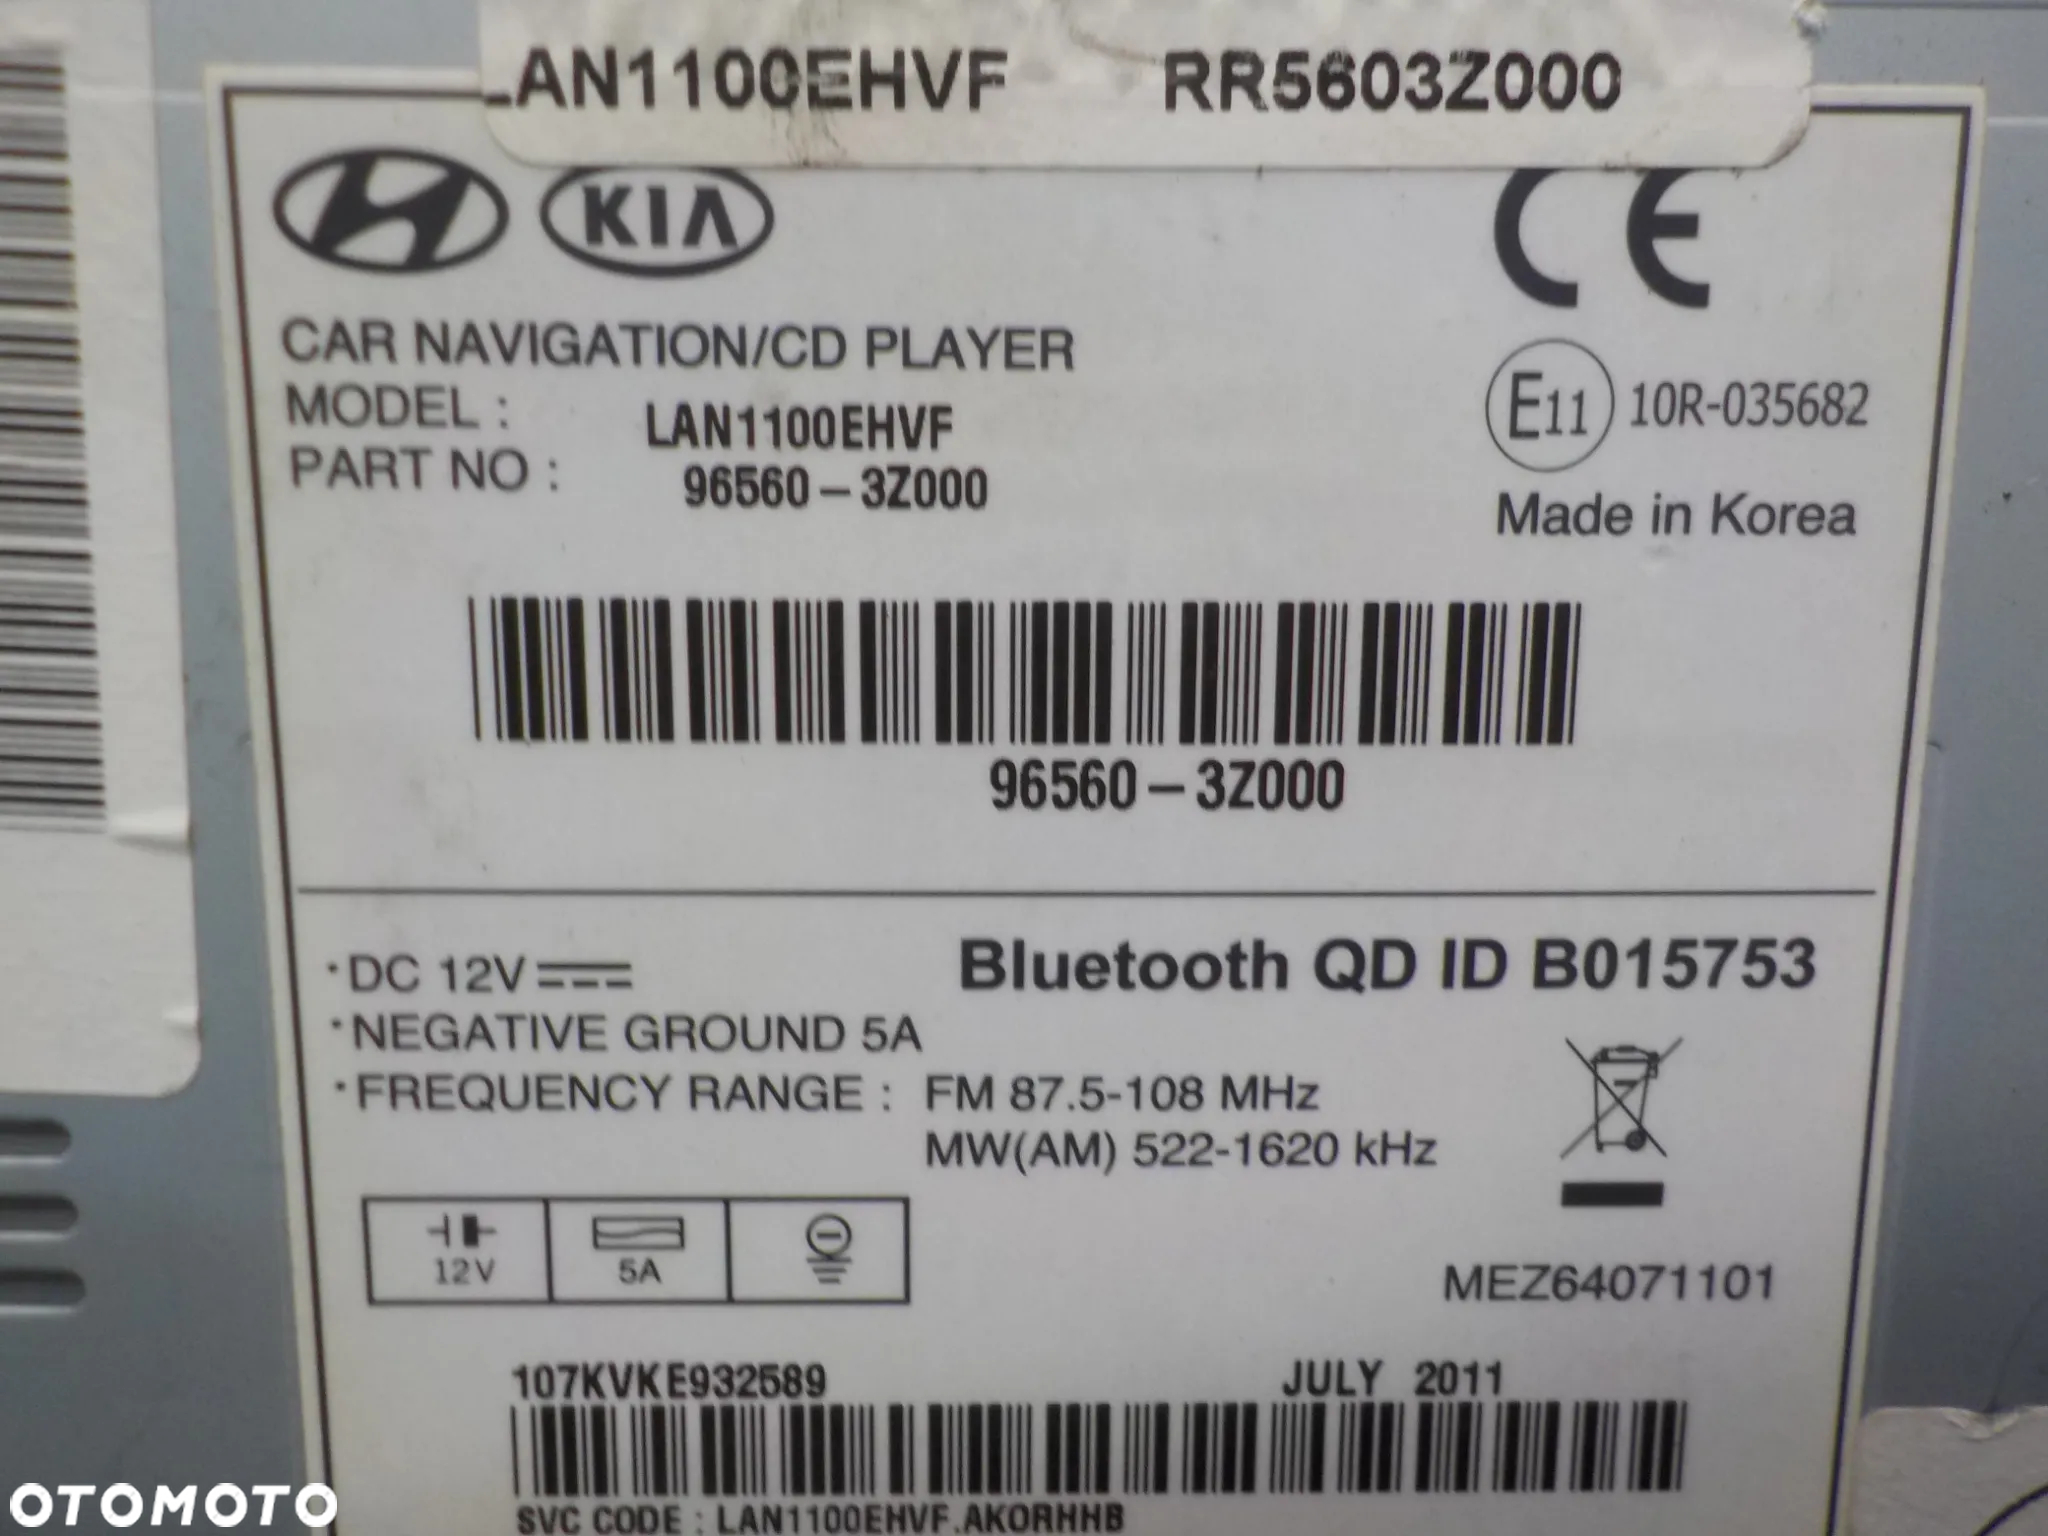 LAN1100EHVF RR5603Z000
KIA
CE
CAR NAVIGATION/CD PLAYER
MODEL : LAN1100EHVF
PART NO : 96560-3Z000
E11 10R-035682
Made in Korea
96560-3Z000
·DC 12V
Bluetooth QD ID B015753
·NEGATIVE GROUND 5A
·FREQUENCY RANGE : FM 87.5-108 MHz
MW(AM) 522-1620 kHz
12V 5A
MEZ64071101
107KVKE932589 JULY 2011
SVC CODE : LAN1100EHVF.AKORHHB
OTOMOTO